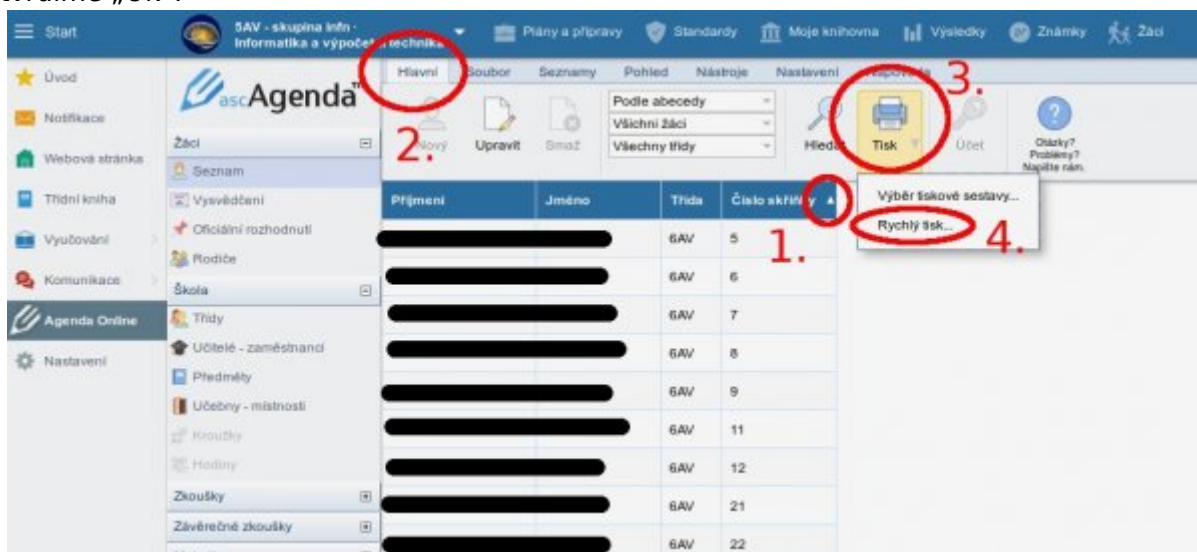 Start
5AV - skupina infn -
Informatika a výpočet technika
Plány a přípravy
Standardy
Moje knihovna
Výsledky
Známky
Žáci
Úvod
Notifikace
Webová stránka
Třídní kniha
Vyučování
Komunikace
Agenda Online
Nastavení
ascAgenda
Žáci
Seznam
Vysvědčení
Oficiální rozhodnutí
Rodiče
Škola
Třídy
Učitelé - zaměstnanci
Předměty
Učebny - místnosti
Kroužky
Hodiny
Zkoušky
Závěrečné zkoušky
Hlavní
Soubor
Seznamy
Pohled
Nástroje
Nastavení
Nápověda
2.
Nový
Upravit
Smaž
Podle abecedy
Všichni žáci
Všechny třídy
Hledat
Tisk
3.
Účet
Otázky?
Problémy?
Napište nám.
Výběr tiskové sestavy...
Rychlý tisk...
4.
1.
Příjmení Jméno Třída Číslo skříňky
6AV 5
6AV 6
6AV 7
6AV 8
6AV 9
6AV 11
6AV 12
6AV 21
6AV 22